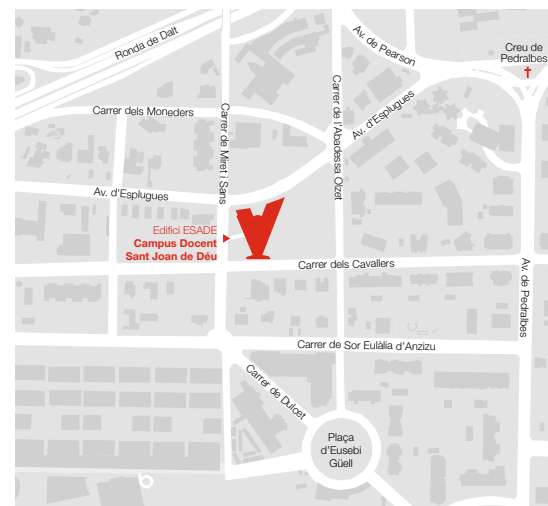 Ronda de Dalt
Av. de Pearson
Creu de
Pedralbes
Carrer dels Moneders
Carrer de Miret i Sans
Carrer de l'Abadessa Olzet
Av. d'Esplugues
Av. d'Esplugues
Edifici ESADE
Campus Docent
Sant Joan de Déu
Carrer dels Cavallers
Av. de Pedralbes
Carrer de Sor Eulàlia d'Anzizu
Carrer de Dulcet
Plaça
d'Eusebi
Güell